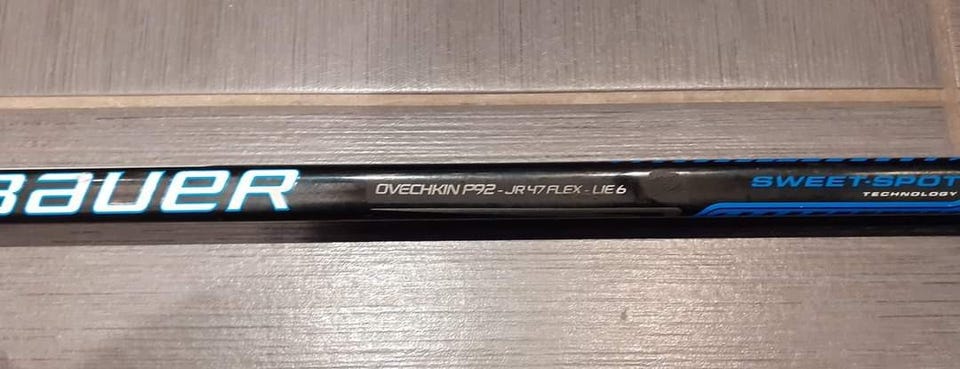 BAUER
OVECHKIN P92 - JR 47 FLEX - LIE 6
SWEET-SPOT
TECHNOLOGY